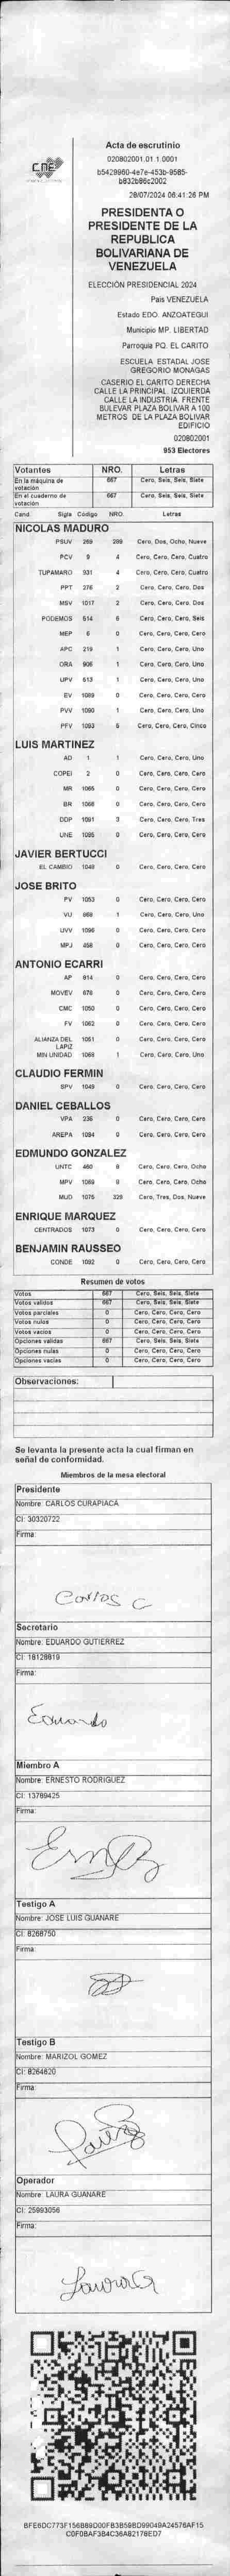 cne
Acta de escrutinio
020802001.01.1.0001
b5429860-4e7e-453b-9585-
b832b86c2002
28/07/2024 06:41:26 PM
PRESIDENTA O
PRESIDENTE DE LA
REPUBLICA
BOLIVARIANA DE
VENEZUELA
ELECCIÓN PRESIDENCIAL 2024
País VENEZUELA
Estado EDO. ANZOATEGUI
Municipio MP. LIBERTAD
Parroquia PQ. EL CARITO
ESCUELA ESTADAL JOSE
GREGORIO MONAGAS
CASERIO EL CARITO DERECHA
CALLE LA PRINCIPAL. IZQUIERDA
CALLE LA INDUSTRIA. FRENTE
BULEVAR PLAZA BOLIVAR A 100
METROS DE LA PLAZA BOLIVAR
EDIFICIO
020802001
953 Electores
Votantes NRO. Letras
En la máquina de votación 667 Cero, Seis, Seis, Siete
En el cuaderno de votación 667 Cero, Seis, Seis, Siete
Cand Sigla Código NRO. Letras
NICOLAS MADURO
PSUV 269 289 Cero, Dos, Ocho, Nueve
PCV 9 4 Cero, Cero, Cero, Cuatro
TUPAMARO 931 4 Cero, Cero, Cero, Cuatro
PPT 276 2 Cero, Cero, Cero, Dos
MSV 1017 2 Cero, Cero, Cero, Dos
PODEMOS 514 6 Cero, Cero, Cero, Seis
MEP 6 0 Cero, Cero, Cero, Cero
APC 219 1 Cero, Cero, Cero, Uno
ORA 906 1 Cero, Cero, Cero, Uno
UPV 613 1 Cero, Cero, Cero, Uno
EV 1089 0 Cero, Cero, Cero, Cero
PVV 1090 1 Cero, Cero, Cero, Uno
PFV 1093 5 Cero, Cero, Cero, Cinco
LUIS MARTINEZ
AD 1 1 Cero, Cero, Cero, Uno
COPEI 2 0 Cero, Cero, Cero, Cero
MR 1065 0 Cero, Cero, Cero, Cero
BR 1066 0 Cero, Cero, Cero, Cero
DDP 1091 3 Cero, Cero, Cero, Tres
UNE 1095 0 Cero, Cero, Cero, Cero
JAVIER BERTUCCI
EL CAMBIO 1048 0 Cero, Cero, Cero, Cero
JOSE BRITO
PV 1053 0 Cero, Cero, Cero, Cero
VU 868 1 Cero, Cero, Cero, Uno
UVV 1096 0 Cero, Cero, Cero, Cero
MPJ 458 0 Cero, Cero, Cero, Cero
ANTONIO ECARRI
AP 814 0 Cero, Cero, Cero, Cero
MOVEV 878 0 Cero, Cero, Cero, Cero
CMC 1050 0 Cero, Cero, Cero, Cero
FV 1062 0 Cero, Cero, Cero, Cero
ALIANZA DEL LAPIZ 1061 0 Cero, Cero, Cero, Cero
MIN UNIDAD 1068 1 Cero, Cero, Cero, Uno
CLAUDIO FERMIN
SPV 1049 0 Cero, Cero, Cero, Cero
DANIEL CEBALLOS
VPA 236 0 Cero, Cero, Cero, Cero
AREPA 1094 0 Cero, Cero, Cero, Cero
EDMUNDO GONZALEZ
UNTC 460 8 Cero, Cero, Cero, Ocho
MPV 1069 8 Cero, Cero, Cero, Ocho
MUD 1075 329 Cero, Tres, Dos, Nueve
ENRIQUE MARQUEZ
CENTRADOS 1073 0 Cero, Cero, Cero, Cero
BENJAMIN RAUSSEO
CONDE 1092 0 Cero, Cero, Cero, Cero
Resumen de votos
Votos 667 Cero, Seis, Seis, Siete
Votos validos 667 Cero, Seis, Seis, Siete
Votos parciales 0 Cero, Cero, Cero, Cero
Votos nulos 0 Cero, Cero, Cero, Cero
Votos vacios 0 Cero, Cero, Cero, Cero
Opciones validas 667 Cero, Seis, Seis, Siete
Opciones nulas 0 Cero, Cero, Cero, Cero
Opciones vacias 0 Cero, Cero, Cero, Cero
Observaciones:
Se levanta la presente acta la cual firman en
señal de conformidad.
Miembros de la mesa electoral
Presidente
Nombre: CARLOS CURAPIACA
CI: 30320722
Firma:
Carlos C
Secretario
Nombre: EDUARDO GUTIERREZ
CI: 18128819
Firma:
Eduardo
Miembro A
Nombre: ERNESTO RODRIGUEZ
CI: 13789425
Firma:
Testigo A
Nombre: JOSE LUIS GUANARE
CI: 8268750
Firma:
Testigo B
Nombre: MARIZOL GOMEZ
CI: 8264620
Firma:
Operador
Nombre: LAURA GUANARE
CI: 25993056
Firma:
Laura G
BFE6DC773F156B89D00FB3B59BD99049A24576AF15
C0F0BAF3B4C36A82178ED7